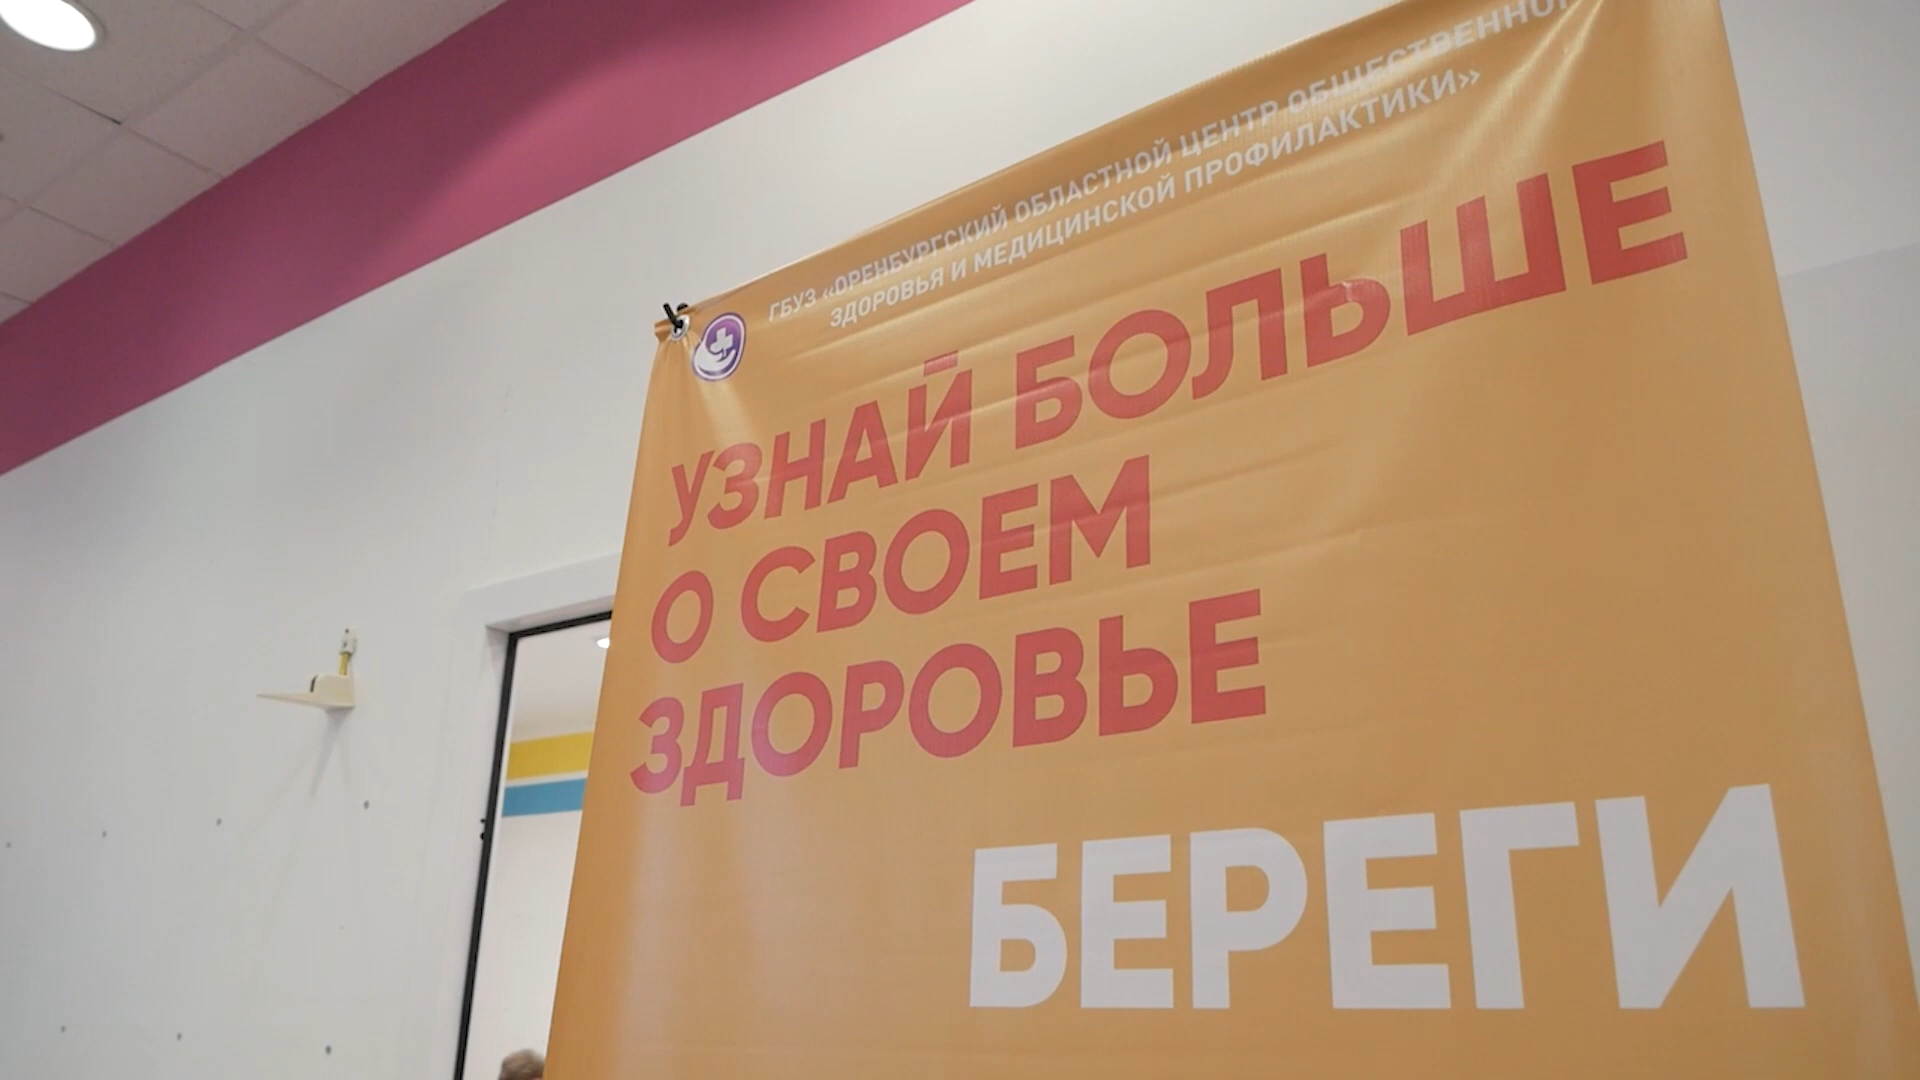 ГБУЗ «ОРЕНБУРГСКИЙ ОБЛАСТНОЙ ЦЕНТР ОБЩЕСТВЕННОГО
ЗДОРОВЬЯ И МЕДИЦИНСКОЙ ПРОФИЛАКТИКИ»
УЗНАЙ БОЛЬШЕ
О СВОЕМ
ЗДОРОВЬЕ
БЕРЕГИ